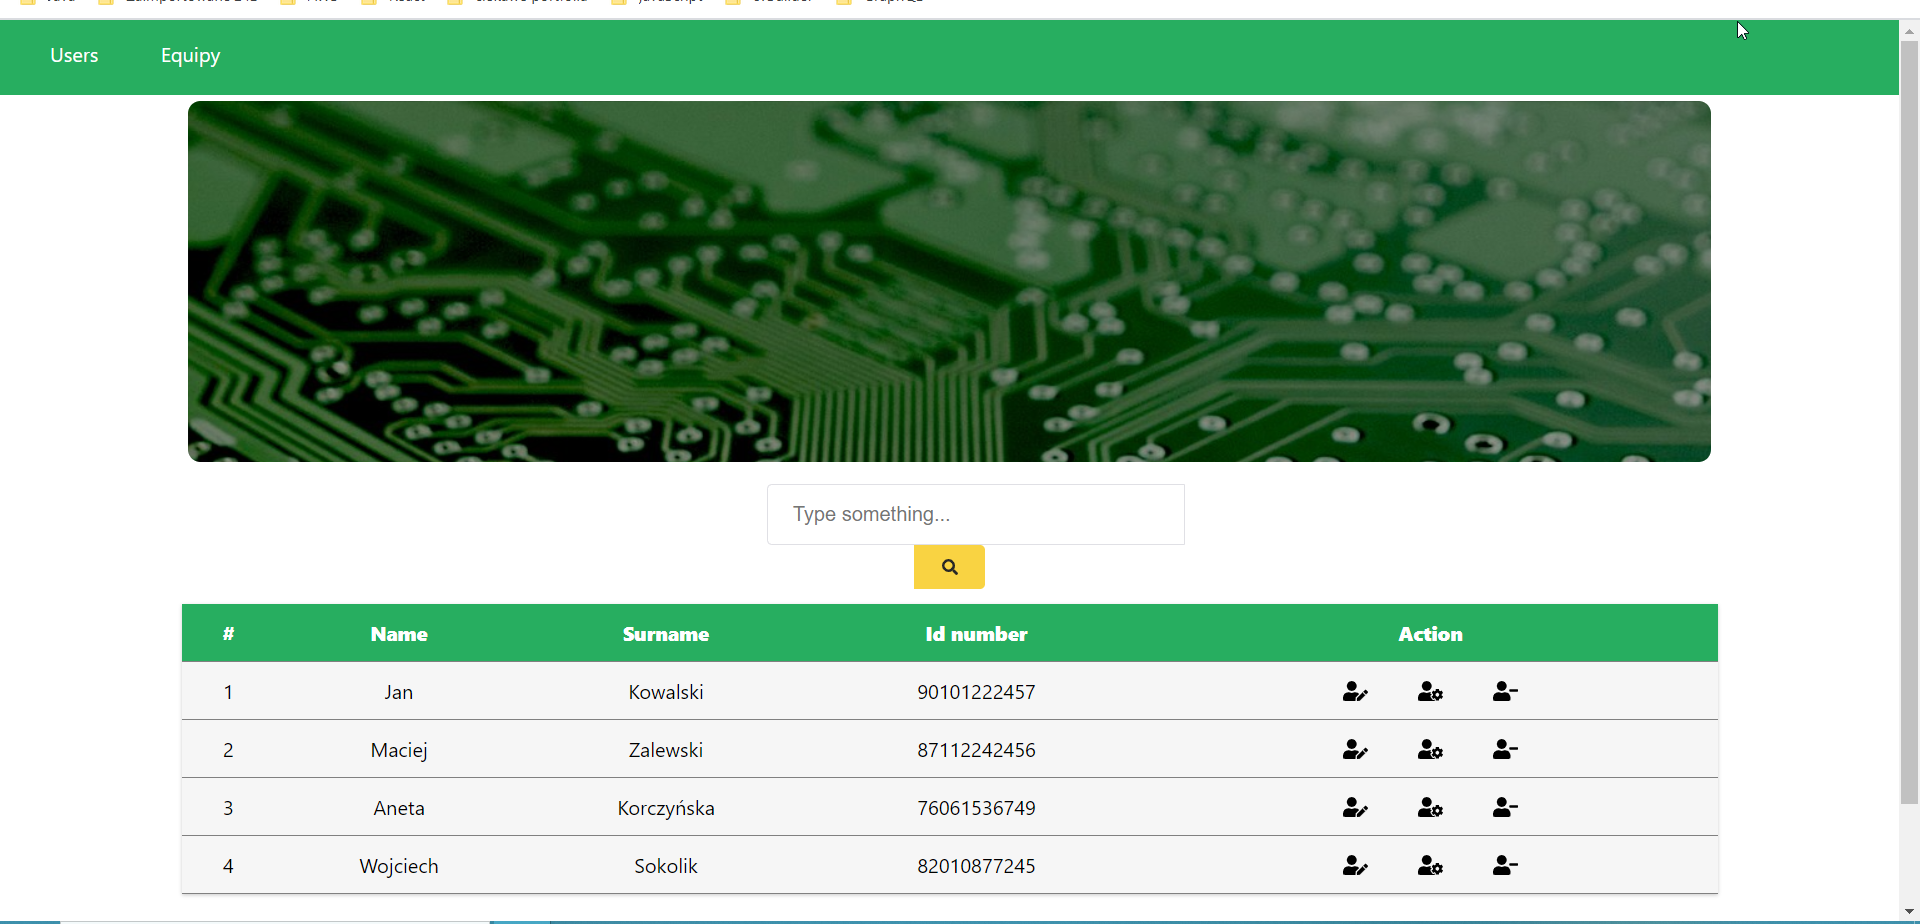 Users Equipy
Type something...
# Name Surname Id number Action
1 Jan Kowalski 90101222457
2 Maciej Zalewski 87112242456
3 Aneta Korczyńska 76061536749
4 Wojciech Sokolik 82010877245